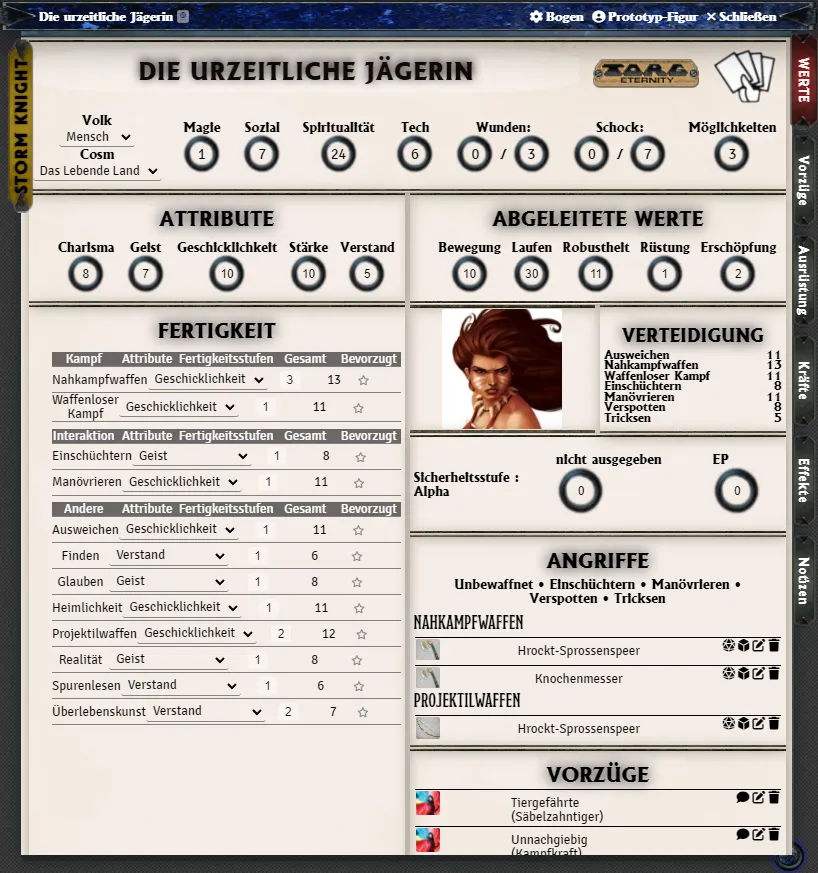 Die urzeitliche Jägerin
Bogen Prototyp-Figur Schließen
STORM KNIGHT
DIE URZEITLICHE JÄGERIN
TORG
ETERNITY
Volk
Mensch
Cosm
Das Lebende Land
Magie Sozial Spiritualität Tech Wunden: Schock: Möglichkeiten
1 7 24 6 0 / 3 0 / 7 3
WERTE
Vorzüge
Ausrüstung
Kräfte
Effekte
Notizen
ATTRIBUTE
Charisma Geist Geschicklichkeit Stärke Verstand
8 7 10 10 5
ABGELEITETE WERTE
Bewegung Laufen Robustheit Rüstung Erschöpfung
10 30 11 1 2
FERTIGKEIT
Kampf Attribute Fertigkeitsstufen Gesamt Bevorzugt
Nahkampfwaffen Geschicklichkeit 3 13
Waffenloser Kampf Geschicklichkeit 1 11
Interaktion Attribute Fertigkeitsstufen Gesamt Bevorzugt
Einschüchtern Geist 1 8
Manövrieren Geschicklichkeit 1 11
Andere Attribute Fertigkeitsstufen Gesamt Bevorzugt
Ausweichen Geschicklichkeit 1 11
Finden Verstand 1 6
Glauben Geist 1 8
Heimlichkeit Geschicklichkeit 1 11
Projektilwaffen Geschicklichkeit 2 12
Realität Geist 1 8
Spurenlesen Verstand 1 6
Überlebenskunst Verstand 2 7
VERTEIDIGUNG
Ausweichen 11
Nahkampfwaffen 13
Waffenloser Kampf 11
Einschüchtern 8
Manövrieren 11
Verspotten 8
Tricksen 5
Sicherheitsstufe :
Alpha
nicht ausgegeben EP
0 0
ANGRIFFE
Unbewaffnet • Einschüchtern • Manövrieren •
Verspotten • Tricksen
NAHKAMPFWAFFEN
Hrockt-Sprossenspeer
Knochenmesser
PROJEKTILWAFFEN
Hrockt-Sprossenspeer
VORZÜGE
Tiergefährte
(Säbelzahntiger)
Unnachgiebig
(Kampfkraft)